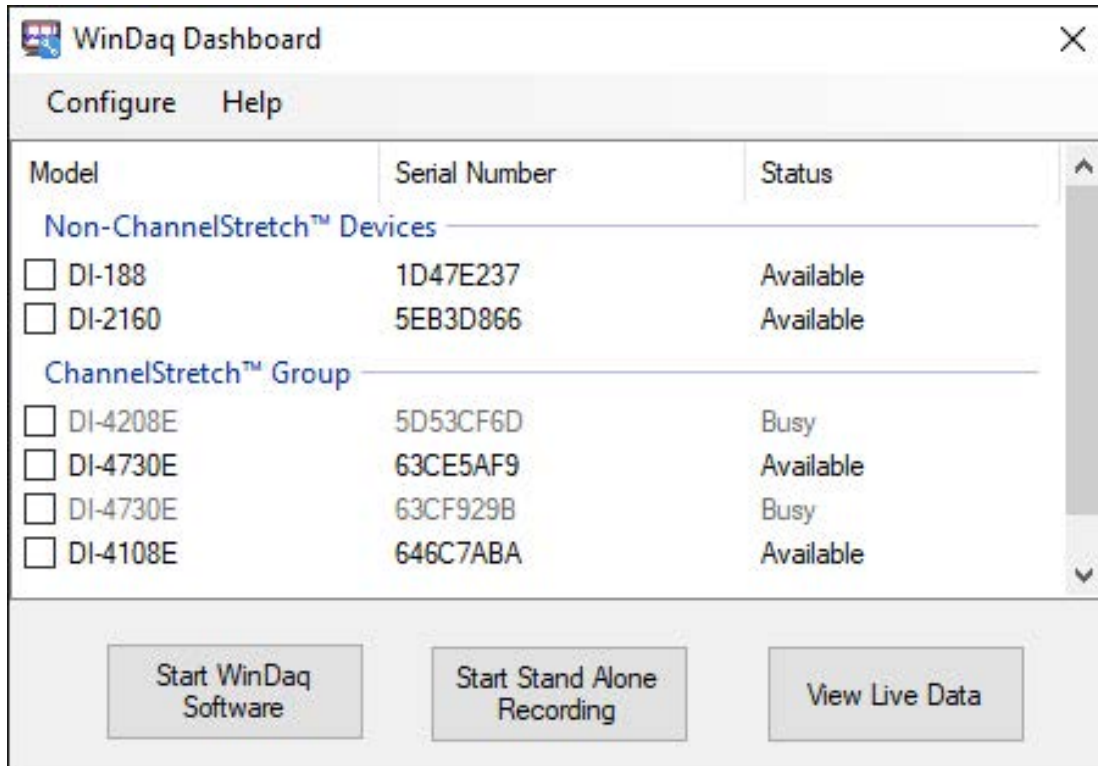 WinDaq Dashboard
Configure Help
Model Serial Number Status
Non-ChannelStretch™ Devices
DI-188 1D47E237 Available
DI-2160 5EB3D866 Available
ChannelStretch™ Group
DI-4208E 5D53CF6D Busy
DI-4730E 63CE5AF9 Available
DI-4730E 63CF929B Busy
DI-4108E 646C7ABA Available
Start WinDaq
Software
Start Stand Alone
Recording
View Live Data